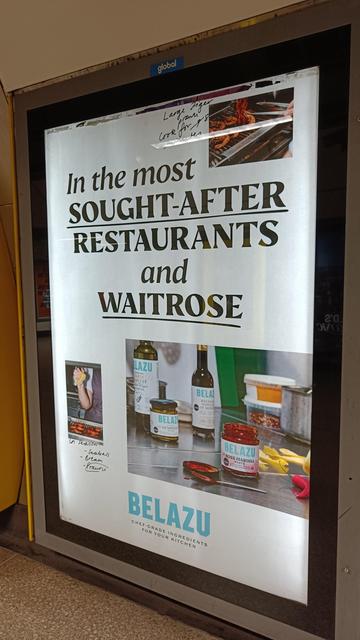 global
Large
In the most
SOUGHT-AFTER
RESTAURANTS
and
WAITROSE
BELAZU
BELAZU
BELAZU
BELAZU
BELAZU
CHEF-GRADE INGREDIENTS
FOR YOUR KITCHEN